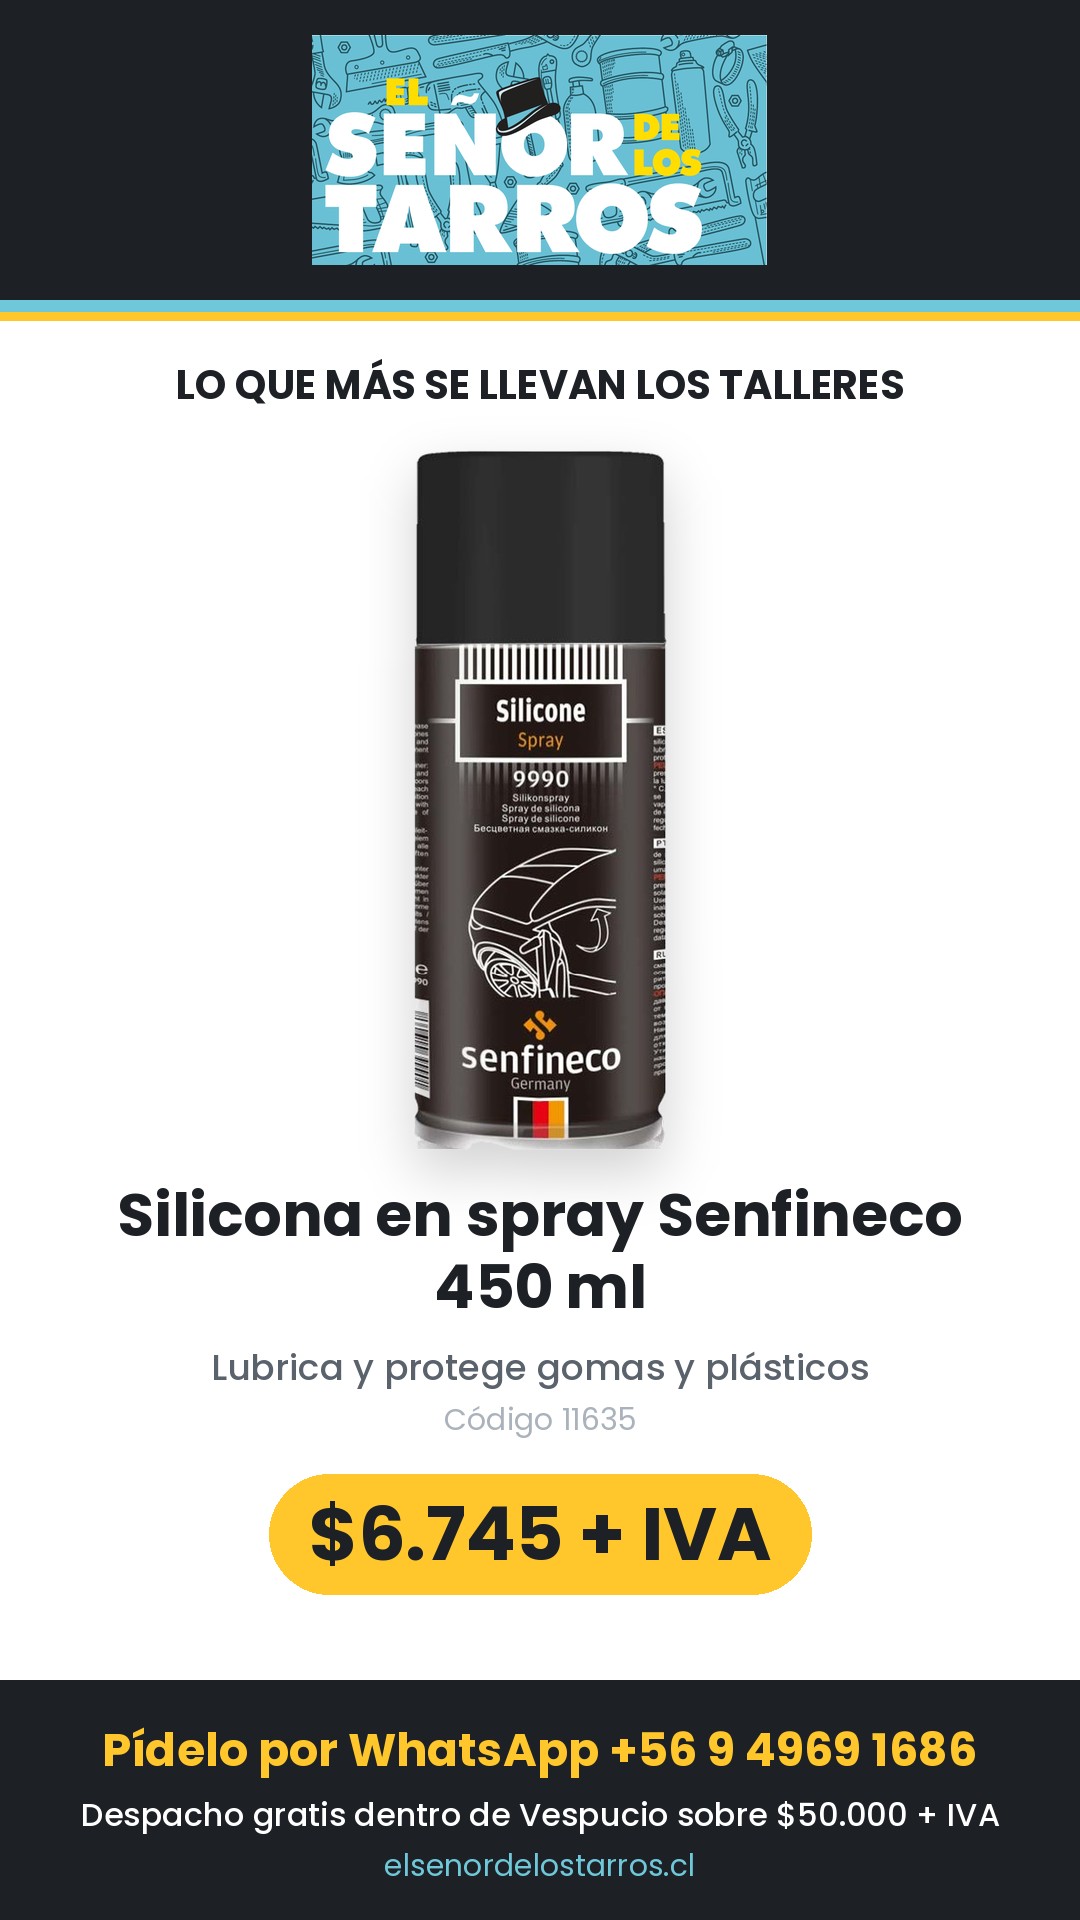 EL
SEÑOR DE LOS
TARROS
LO QUE MÁS SE LLEVAN LOS TALLERES
Silicone
Spray
9990
Silikonspray
Spray de silicona
Spray de silicone
Бесцветная смазка-силикон
senfineco
Germany
Silicona en spray Senfineco
450 ml
Lubrica y protege gomas y plásticos
Código 11635
$6.745 + IVA
Pídelo por WhatsApp +56 9 4969 1686
Despacho gratis dentro de Vespucio sobre $50.000 + IVA
elsenordelostarros.cl